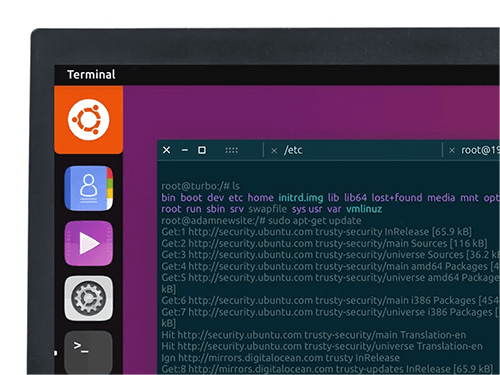 Terminal
/etc
root@19
root@turbo:/# ls
bin boot dev etc home initrd.img lib lib64 lost+found media mnt opt
root run sbin srv swapfile sys usr var vmlinuz
root@adamnewsite:/# sudo apt-get update
Get:1 http://security.ubuntu.com trusty-security InRelease [65.9 kB]
Get:2 http://security.ubuntu.com trusty-security/main Sources [116 kB]
Get:3 http://security.ubuntu.com trusty-security/universe Sources [36.2 k
Get:4 http://security.ubuntu.com trusty-security/main amd64 Packages [4
Get:5 http://security.ubuntu.com trusty-security/universe amd64 Packages
kB]
Get:6 http://security.ubuntu.com trusty-security/main i386 Packages [454
Get:7 http://security.ubuntu.com trusty-security/universe i386 Packages [
kB]
Hit http://security.ubuntu.com trusty-security/main Translation-en
Hit http://security.ubuntu.com trusty-security/universe Translation-en
Ign http://mirrors.digitalocean.com trusty InRelease
Get:8 http://mirrors.digitalocean.com trusty-updates InRelease [65.9 kB]